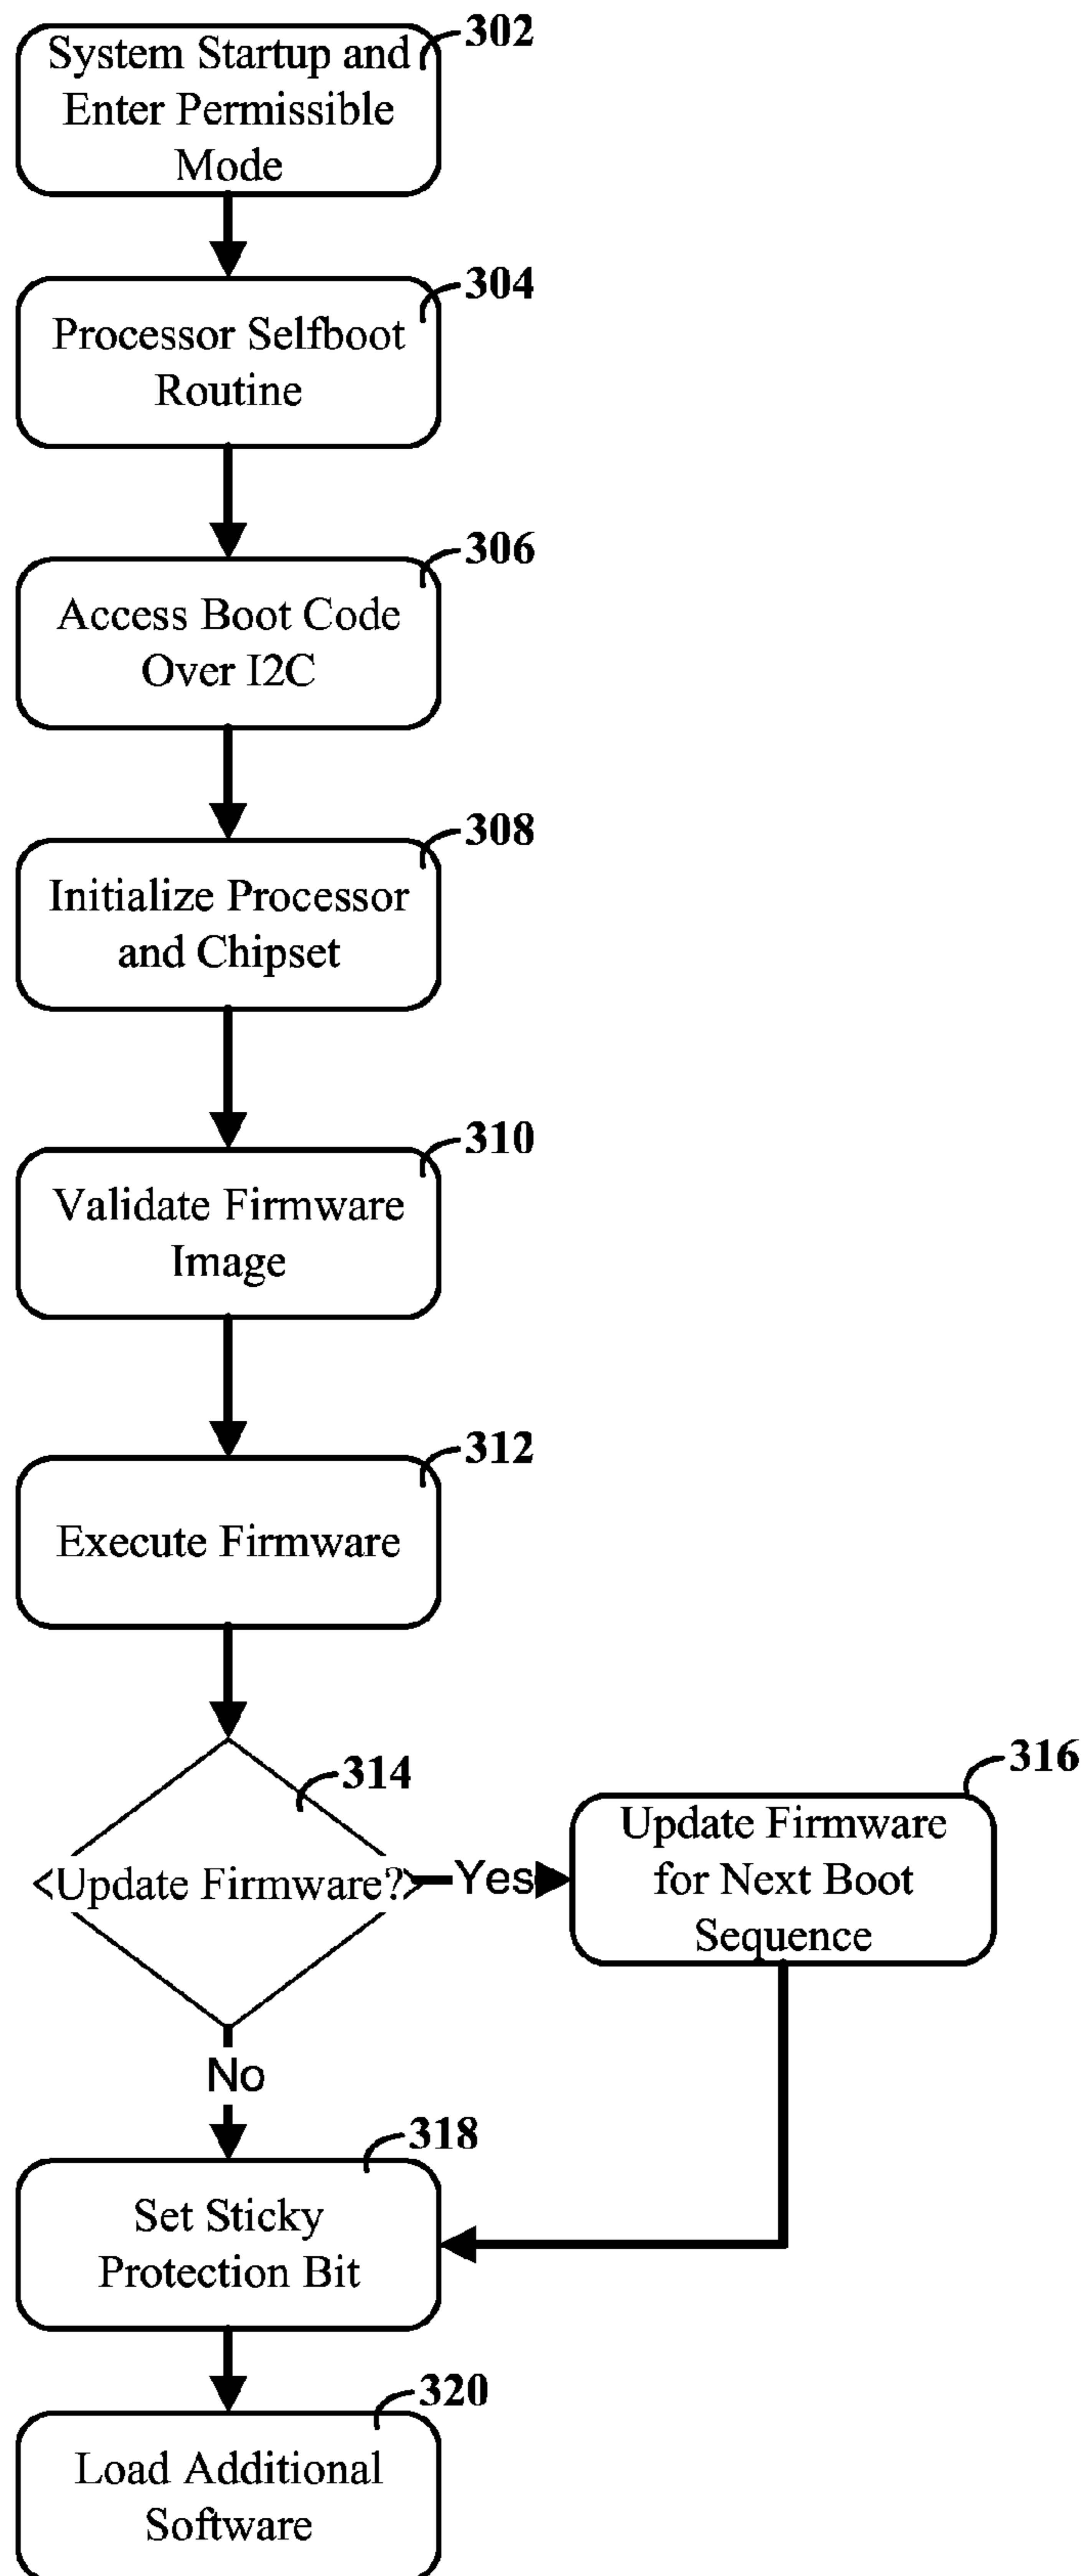 302
System Startup and
Enter Permissible
Mode
304
Processor Selfboot
Routine
306
Access Boot Code
Over I2C
308
Initialize Processor
and Chipset
310
Validate Firmware
Image
312
Execute Firmware
314
Update Firmware?
Yes
316
Update Firmware
for Next Boot
Sequence
No
318
Set Sticky
Protection Bit
320
Load Additional
Software